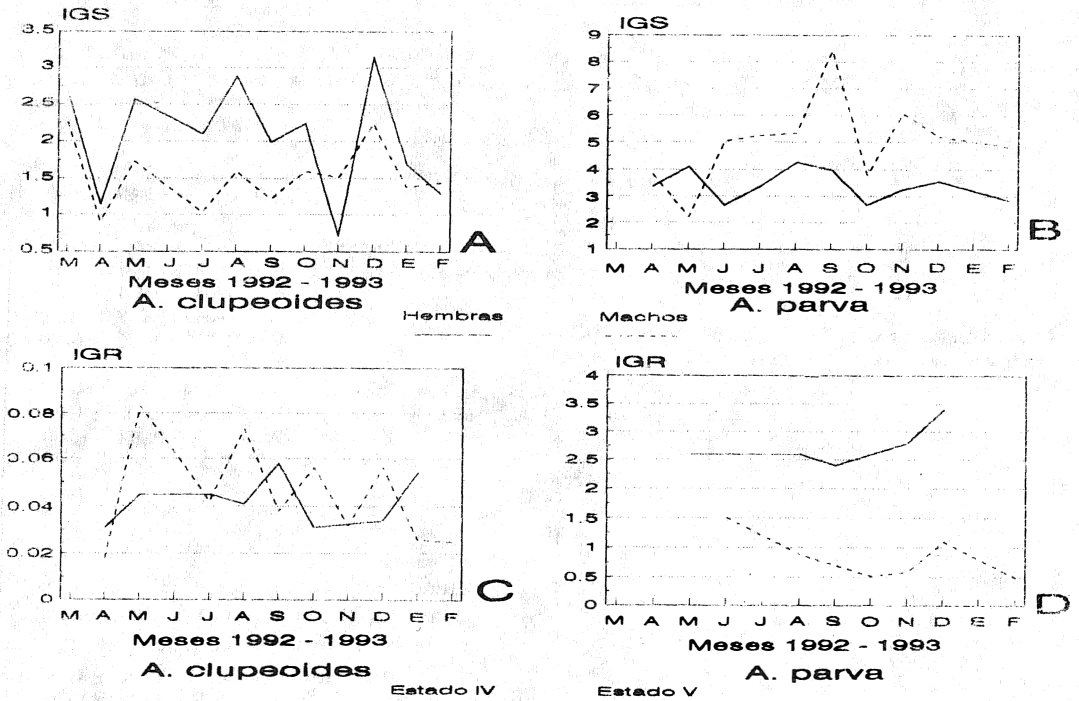 IGS
3.5
3
2.5
2
1.5
1
0.5
M A M J J A S O N D E F
Meses 1992 - 1993
A. clupeoides
A
IGS
9
8
7
6
5
4
3
2
1
M A M J J A S O N D E F
Meses 1992 - 1993
A. parva
B
Hembras
Machos
IGR
0.1
0.08
0.06
0.04
0.02
0
M A M J J A S O N D E F
Meses 1992 - 1993
A. clupeoides
C
IGR
4
3.5
3
2.5
2
1.5
1
0.5
0
M A M J J A S O N D E F
Meses 1992 - 1993
A. parva
D
Estado IV
Estado V